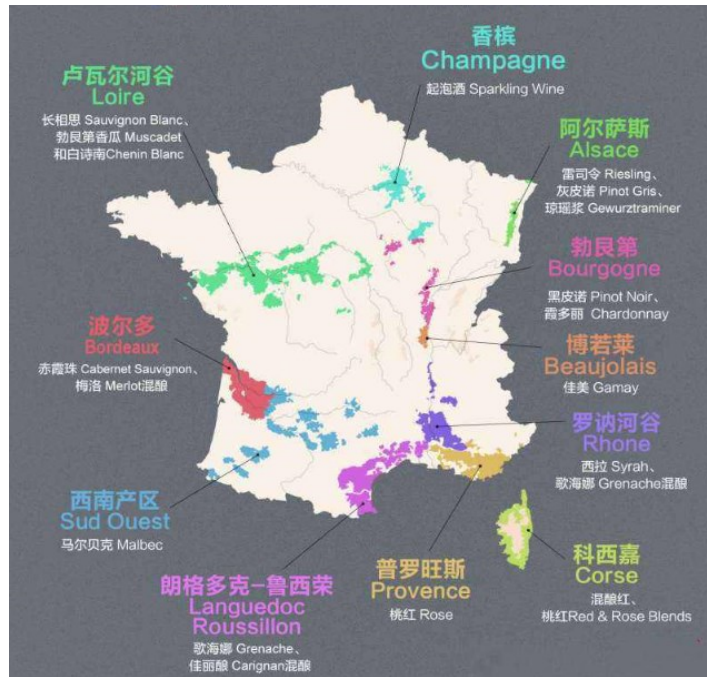 香槟
Champagne
起泡酒 Sparkling Wine
卢瓦尔河谷
Loire
长相思 Sauvignon Blanc、
勃艮第香瓜 Muscadet
和白诗南Chenin Blanc
阿尔萨斯
Alsace
雷司令 Riesling、
灰皮诺 Pinot Gris、
琼瑶浆 Gewurztraminer
勃艮第
Bourgogne
黑皮诺 Pinot Noir、
霞多丽 Chardonnay
波尔多
Bordeaux
赤霞珠 Cabernet Sauvignon、
梅洛 Merlot混酿
博若莱
Beaujolais
佳美 Gamay
罗讷河谷
Rhone
西拉 Syrah、
歌海娜 Grenache混酿
西南产区
Sud Ouest
马尔贝克 Malbec
朗格多克-鲁西荣
Languedoc
Roussillon
歌海娜 Grenache、
佳丽酿 Carignan混酿
普罗旺斯
Provence
桃红 Rose
科西嘉
Corse
混酿红、
桃红Red & Rose Blends